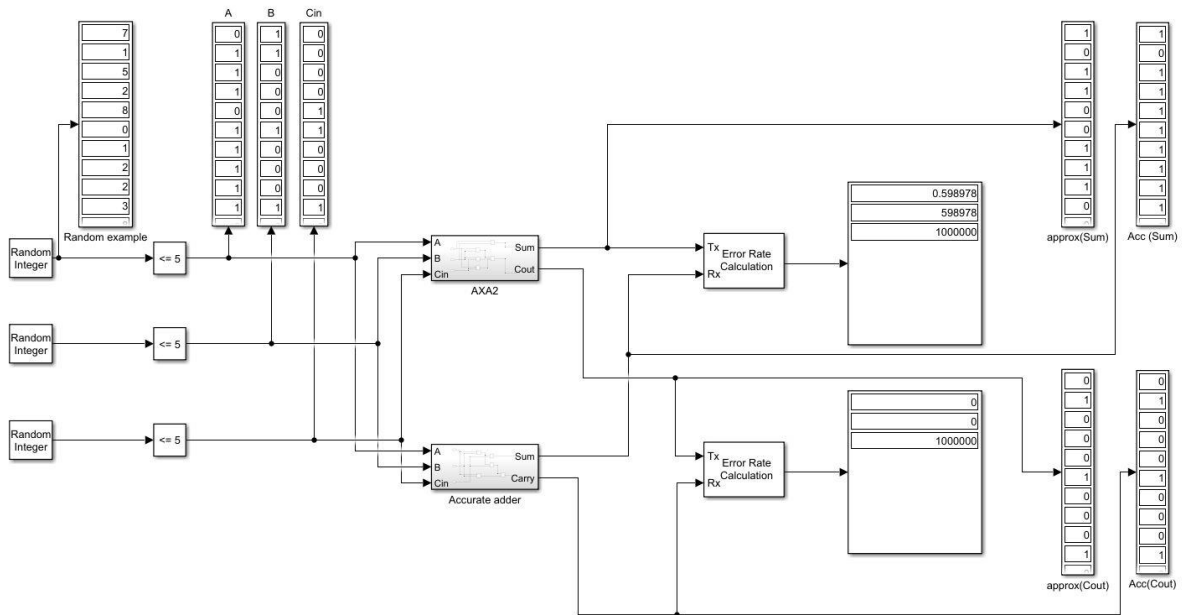 A
B
Cin
7
1
5
2
8
0
1
2
2
3
Random example
0
1
1
1
0
1
1
1
1
1
1
1
0
0
0
1
0
0
0
1
0
0
0
0
1
1
0
0
0
1
1
0
1
1
0
0
1
1
1
0
approx(Sum)
1
0
1
1
1
1
1
1
1
1
Acc (Sum)
Random
Integer
<= 5
Random
Integer
<= 5
Random
Integer
<= 5
A
B
Cin
Sum
Cout
AXA2
A
B
Cin
Sum
Carry
Accurate adder
Tx
Rx
Error Rate
Calculation
0.598978
598978
1000000
Tx
Rx
Error Rate
Calculation
0
0
1000000
0
1
0
0
0
1
0
0
0
1
approx(Cout)
0
1
0
0
0
1
0
0
0
1
Acc(Cout)